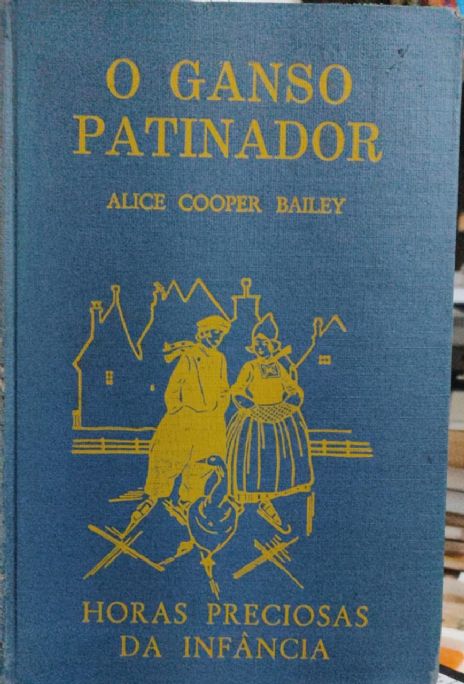 O GANSO
PATINADOR
ALICE COOPER BAILEY
HORAS PRECIOSAS
DA INFÂNCIA